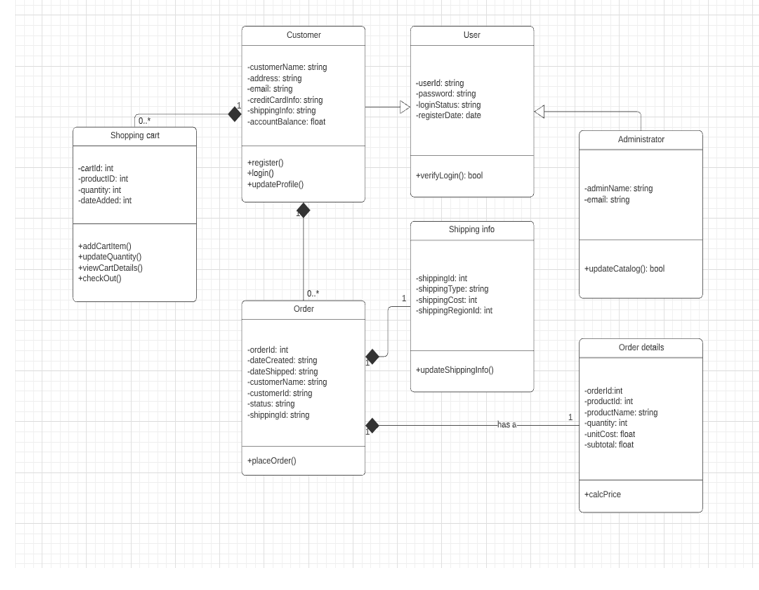 Customer
-customerName: string
-address: string
-email: string
-creditCardInfo: string
-shippingInfo: string
-accountBalance: float
+register()
+login()
+updateProfile()
User
-userId: string
-password: string
-loginStatus: string
-registerDate: date
+verifyLogin(): bool
1
0..*
Shopping cart
-cartId: int
-productID: int
-quantity: int
-dateAdded: int
+addCartItem()
+updateQuantity()
+viewCartDetails()
+checkOut()
Administrator
-adminName: string
-email: string
+updateCatalog(): bool
1
0..*
Shipping info
-shippingId: int
-shippingType: string
-shippingCost: int
-shippingRegionId: int
+updateShippingInfo()
1
1
Order
-orderId: int
-dateCreated: string
-dateShipped: string
-customerName: string
-customerId: string
-status: string
-shippingId: string
+placeOrder()
1
has a
1
Order details
-orderId:int
-productId: int
-productName: string
-quantity: int
-unitCost: float
-subtotal: float
+calcPrice